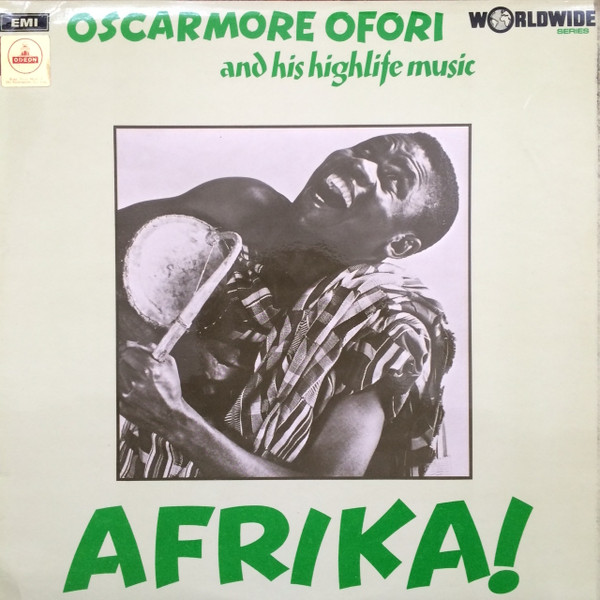 EMI
ODEON
OSCARMORE OFORI
and his highlife music
WORLDWIDE
SERIES
AFRIKA!